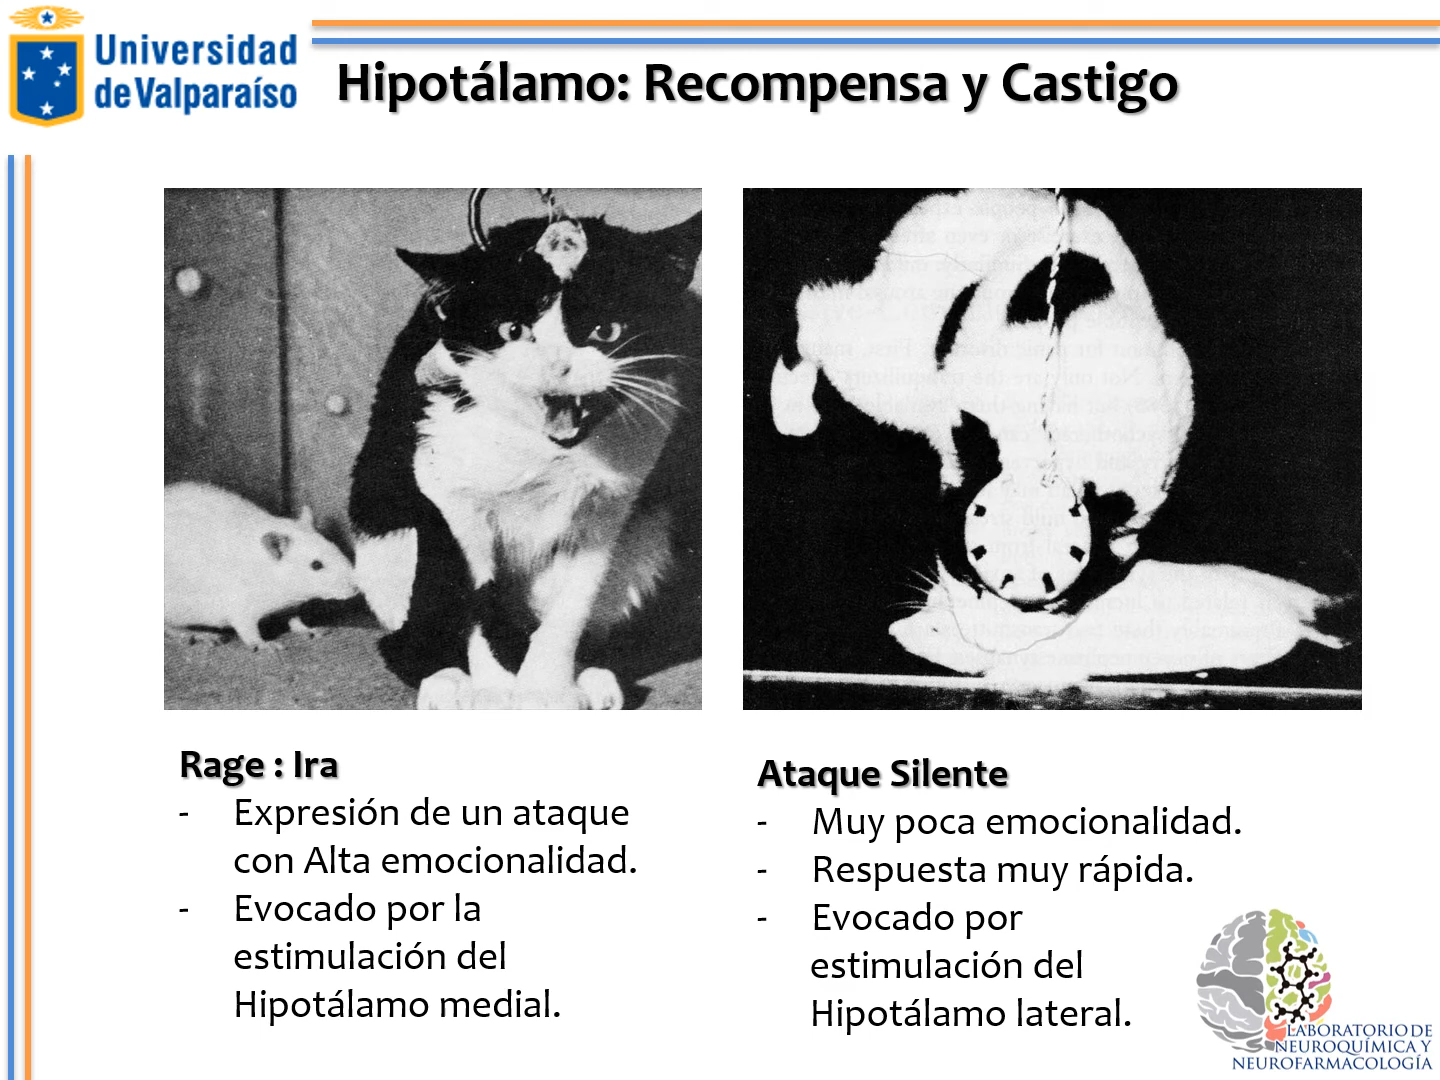 Universidad
de Valparaíso
Hipotálamo: Recompensa y Castigo
Rage : Ira
- Expresión de un ataque
con Alta emocionalidad.
- Evocado por la
estimulación del
Hipotálamo medial.
Ataque Silente
- Muy poca emocionalidad.
- Respuesta muy rápida.
- Evocado por
estimulación del
Hipotálamo lateral.
LABORATORIO DE
NEUROQUÍMICA Y
NEUROFARMACOLOGÍA